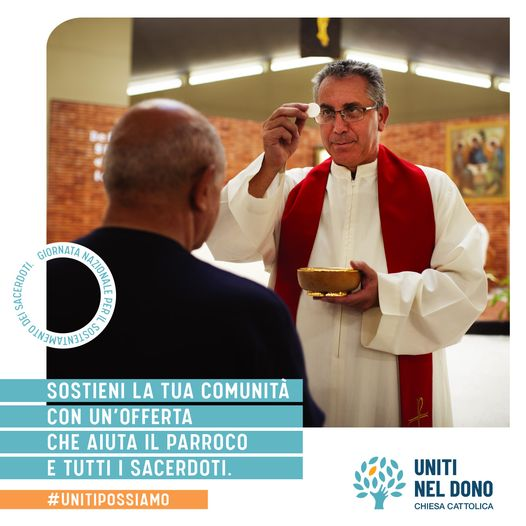 GIORNATA NAZIONALE PER IL SOSTENTAMENTO DEI SACERDOTI.
SOSTIENI LA TUA COMUNITÀ
CON UN'OFFERTA
CHE AIUTA IL PARROCO
E TUTTI I SACERDOTI.
#UNITIPOSSIAMO
UNITI
NEL DONO
CHIESA CATTOLICA